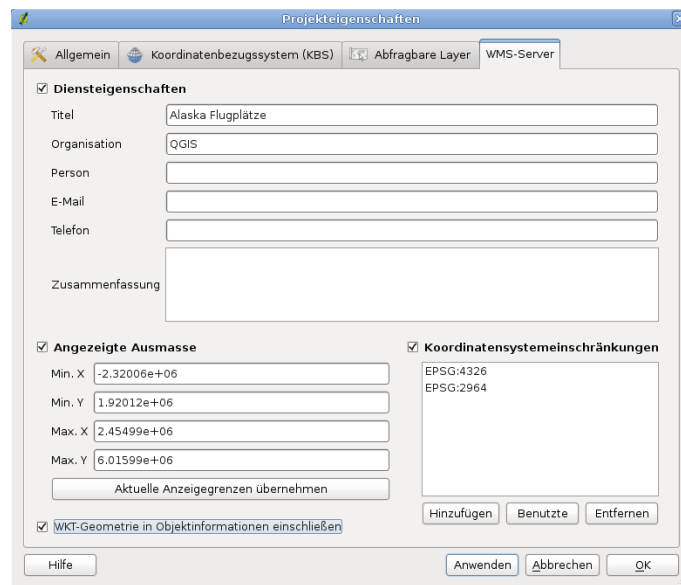 Projekteigenschaften
Allgemein Koordinatenbezugssystem (KBS) Abfragbare Layer WMS-Server
Diensteigenschaften
Titel Alaska Flugplätze
Organisation QGIS
Person
E-Mail
Telefon
Zusammenfassung
Angezeigte Ausmasse
Min. X -2.32006e+06
Min. Y 1.92012e+06
Max. X 2.45499e+06
Max. Y 6.01599e+06
Aktuelle Anzeigegrenzen übernehmen
WKT-Geometrie in Objektinformationen einschließen
Koordinatensystemeinschränkungen
EPSG:4326
EPSG:2964
Hinzufügen Benutzte Entfernen
Hilfe Anwenden Abbrechen OK